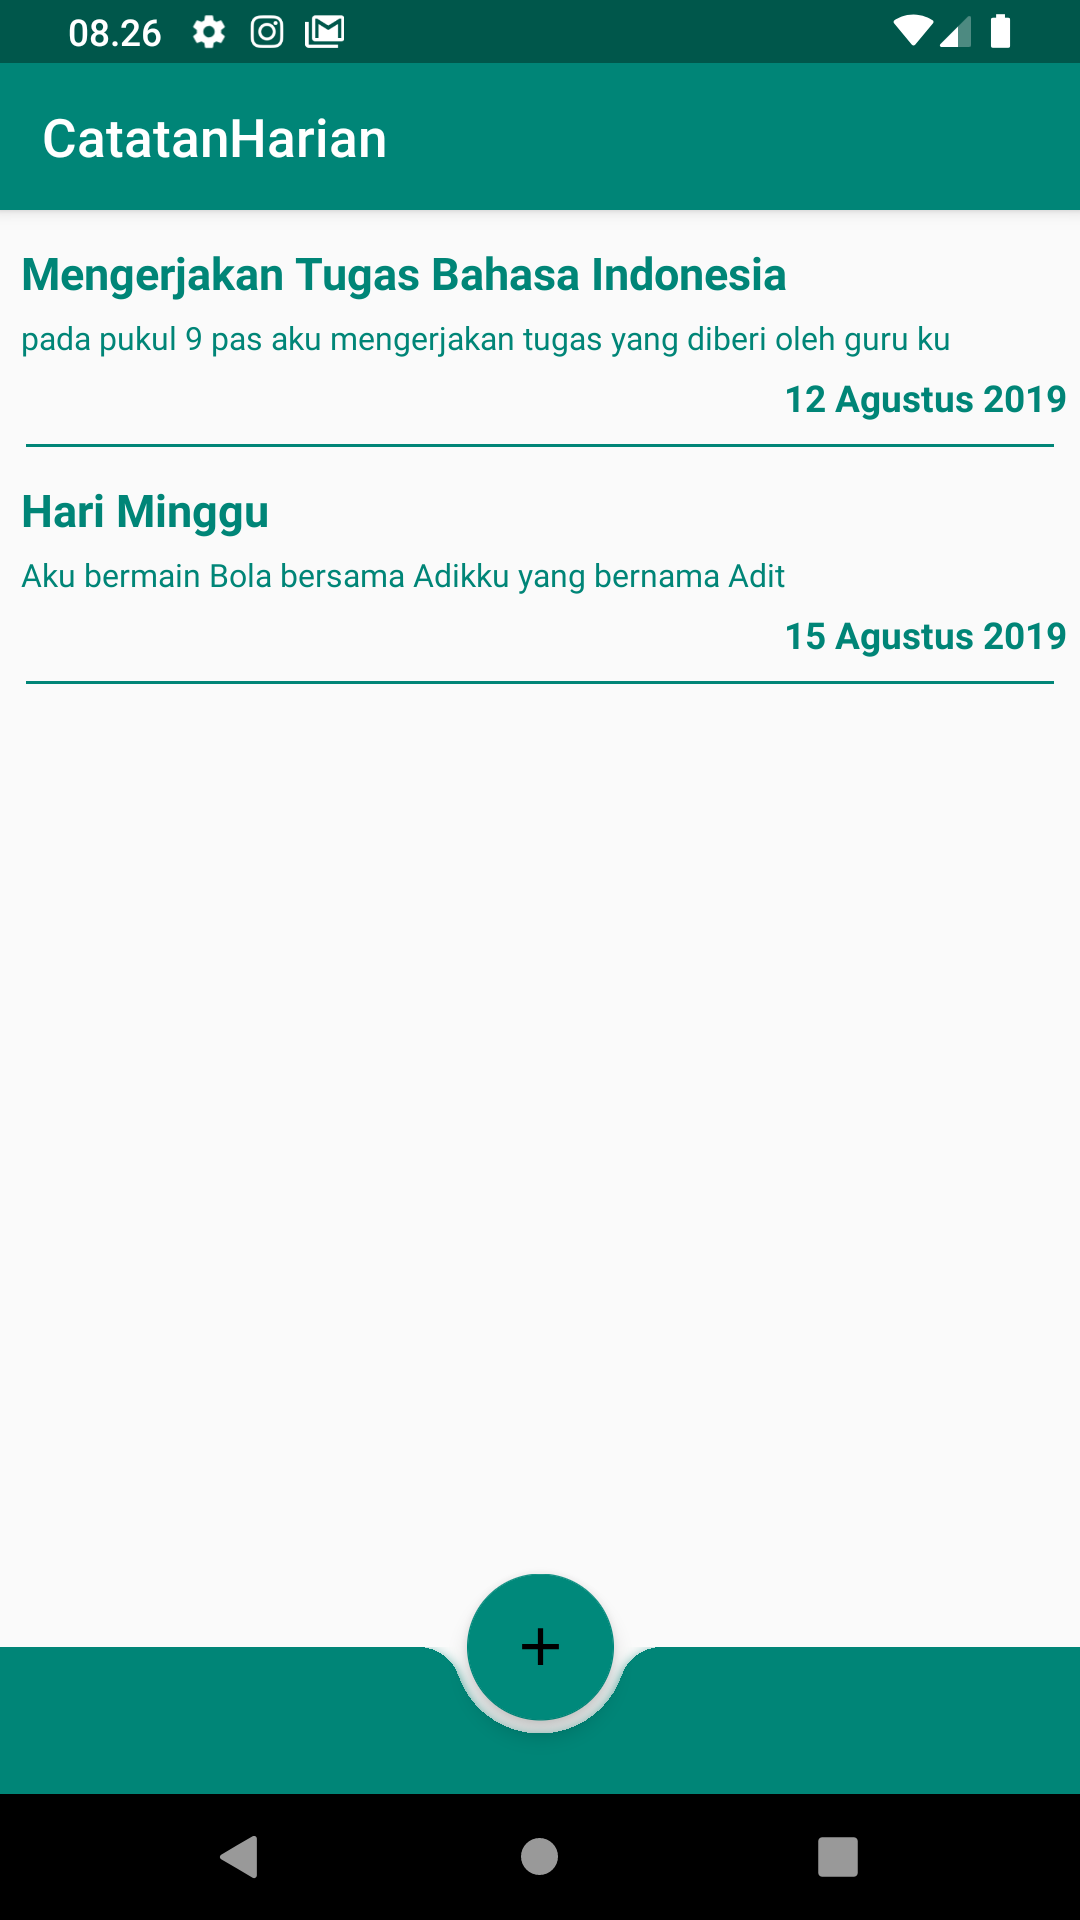 08.26
CatatanHarian
Mengerjakan Tugas Bahasa Indonesia
pada pukul 9 pas aku mengerjakan tugas yang diberi oleh guru ku
12 Agustus 2019
Hari Minggu
Aku bermain Bola bersama Adikku yang bernama Adit
15 Agustus 2019